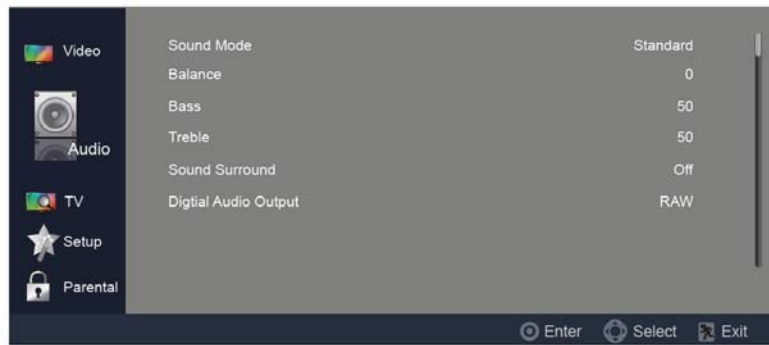 Video
Audio
TV
Setup
Parental
Sound Mode Standard
Balance 0
Bass 50
Treble 50
Sound Surround Off
Digtial Audio Output RAW
Enter Select Exit